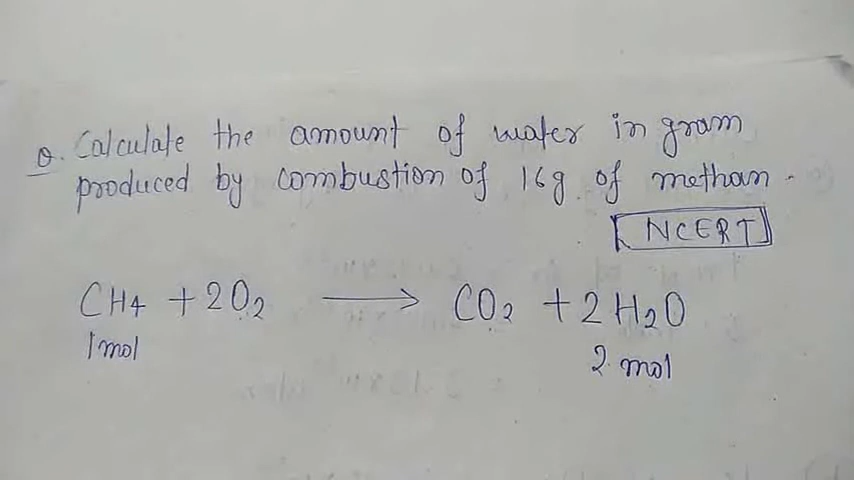 Q. Calculate the amount of water in gram
produced by combustion of 16g of methan.
[NCERT]
CH4 + 2O2 → CO2 + 2H2O
1mol 2 mol